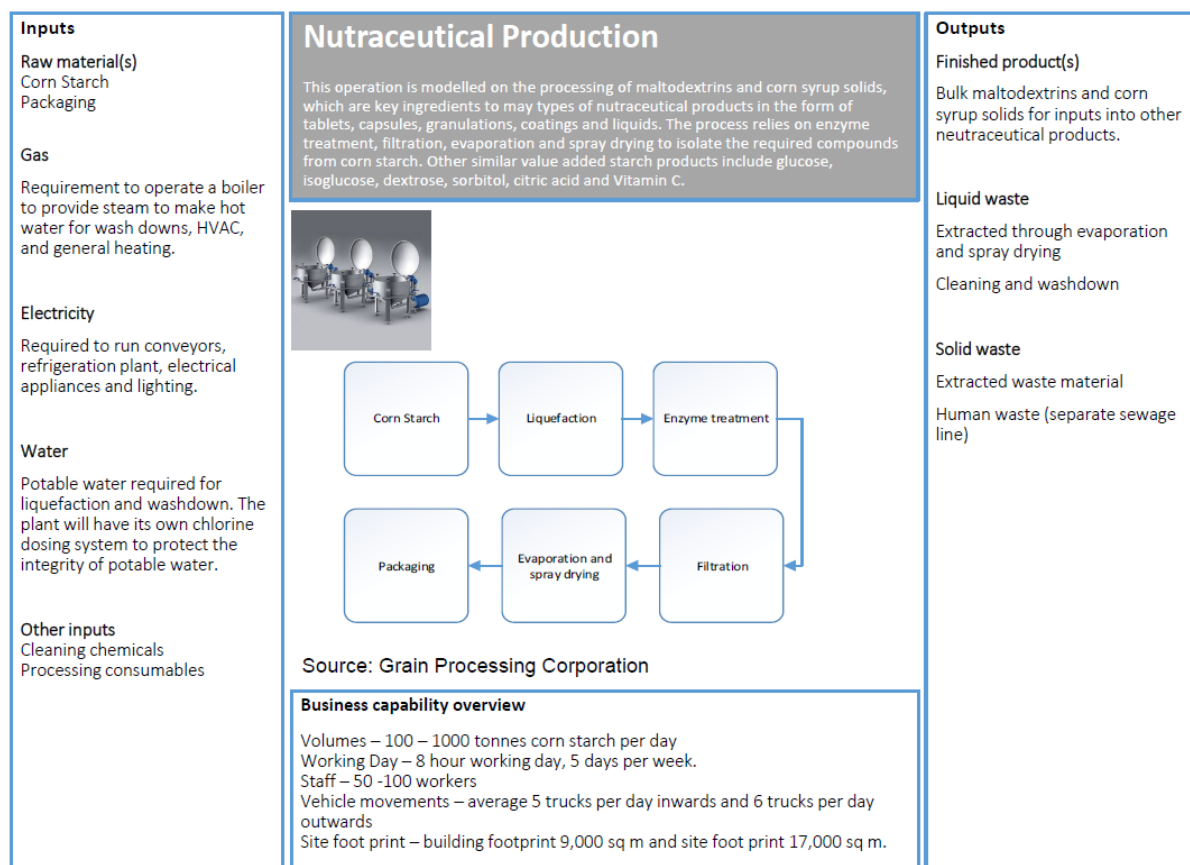 Inputs
Raw material(s)
Corn Starch
Packaging
Gas
Requirement to operate a boiler
to provide steam to make hot
water for wash downs, HVAC,
and general heating.
Electricity
Required to run conveyors,
refrigeration plant, electrical
appliances and lighting.
Water
Potable water required for
liquefaction and washdown. The
plant will have its own chlorine
dosing system to protect the
integrity of potable water.
Other inputs
Cleaning chemicals
Processing consumables
Nutraceutical Production
This operation is modelled on the processing of maltodextrins and corn syrup solids,
which are key ingredients to may types of nutraceutical products in the form of
tablets, capsules, granulations, coatings and liquids. The process relies on enzyme
treatment, filtration, evaporation and spray drying to isolate the required compounds
from corn starch. Other similar value added starch products include glucose,
isoglucose, dextrose, sorbitol, citric acid and Vitamin C.
Corn Starch
Liquefaction
Enzyme treatment
Packaging
Evaporation and
spray drying
Filtration
Source: Grain Processing Corporation
Business capability overview
Volumes – 100 – 1000 tonnes corn starch per day
Working Day – 8 hour working day, 5 days per week.
Staff – 50 -100 workers
Vehicle movements – average 5 trucks per day inwards and 6 trucks per day
outwards
Site foot print – building footprint 9,000 sq m and site foot print 17,000 sq m.
Outputs
Finished product(s)
Bulk maltodextrins and corn
syrup solids for inputs into other
neutraceutical products.
Liquid waste
Extracted through evaporation
and spray drying
Cleaning and washdown
Solid waste
Extracted waste material
Human waste (separate sewage
line)